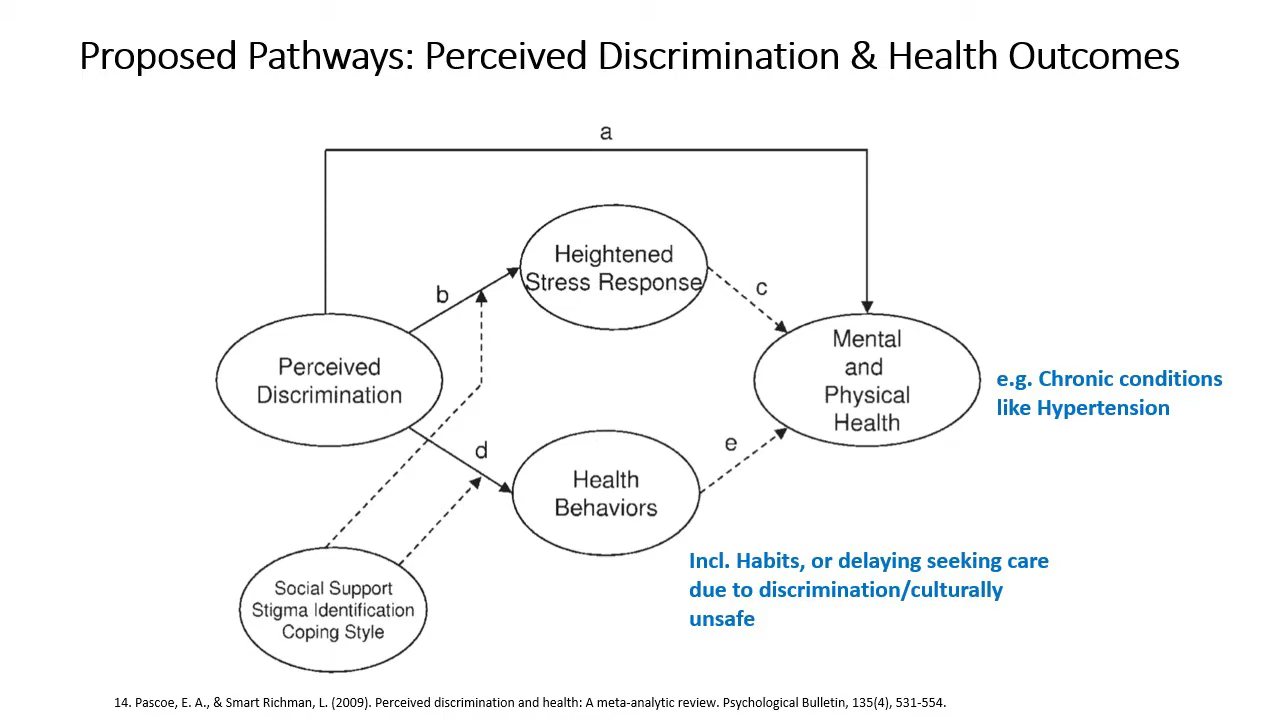 Proposed Pathways: Perceived Discrimination & Health Outcomes
a
Heightened
Stress Response
b
c
Perceived
Discrimination
Mental
and
Physical
Health
e.g. Chronic conditions
like Hypertension
d
e
Health
Behaviors
Incl. Habits, or delaying seeking care
due to discrimination/culturally
unsafe
Social Support
Stigma Identification
Coping Style
14. Pascoe, E. A., & Smart Richman, L. (2009). Perceived discrimination and health: A meta-analytic review. Psychological Bulletin, 135(4), 531-554.